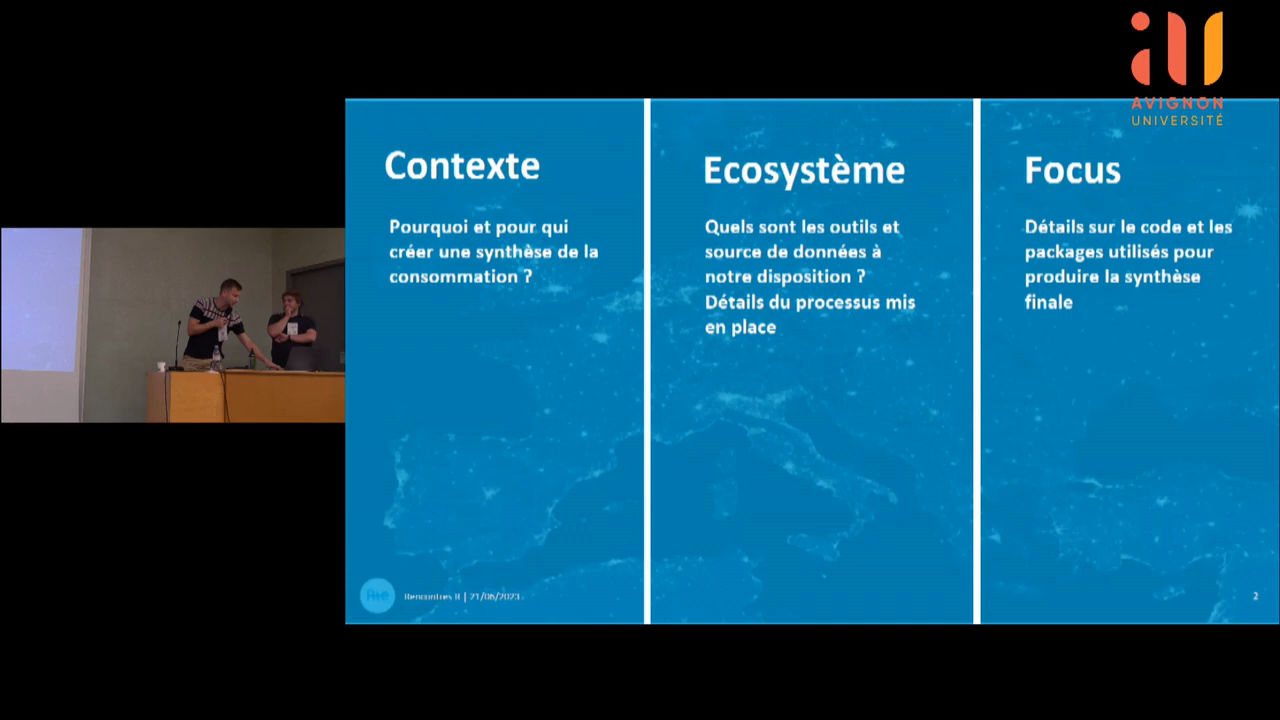 AVIGNON
UNIVERSITÉ
Contexte
Pourquoi et pour qui
créer une synthèse de la
consommation ?
Ecosystème
Quels sont les outils et
source de données à
notre disposition ?
Détails du processus mis
en place
Focus
Détails sur le code et les
packages utilisés pour
produire la synthèse
finale
Rte
Rencontres R | 21/06/2023
2